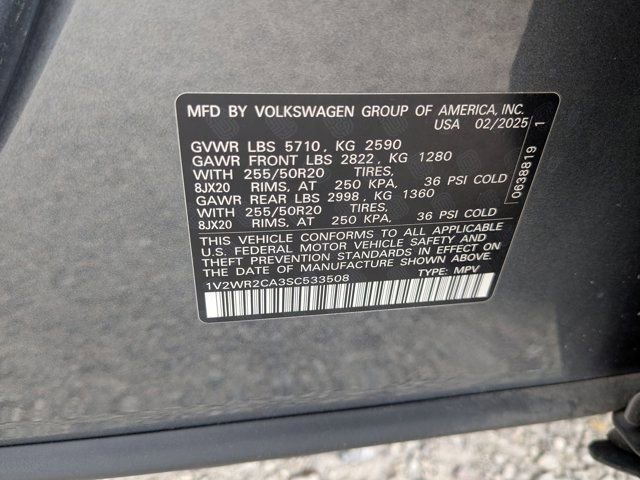 MFD BY VOLKSWAGEN GROUP OF AMERICA, INC.
USA 02/2025
GVWR LBS 5710, KG 2590
GAWR FRONT LBS 2822, KG 1280
WITH 255/50R20 TIRES,
8JX20 RIMS, AT 250 KPA, 36 PSI COLD
GAWR REAR LBS 2998, KG 1360
WITH 255/50R20 TIRES,
8JX20 RIMS, AT 250 KPA, 36 PSI COLD
THIS VEHICLE CONFORMS TO ALL APPLICABLE
U.S. FEDERAL MOTOR VEHICLE SAFETY AND
THEFT PREVENTION STANDARDS IN EFFECT ON
THE DATE OF MANUFACTURE SHOWN ABOVE.
1V2WR2CA3SC533508 TYPE: MPV
0638819 1